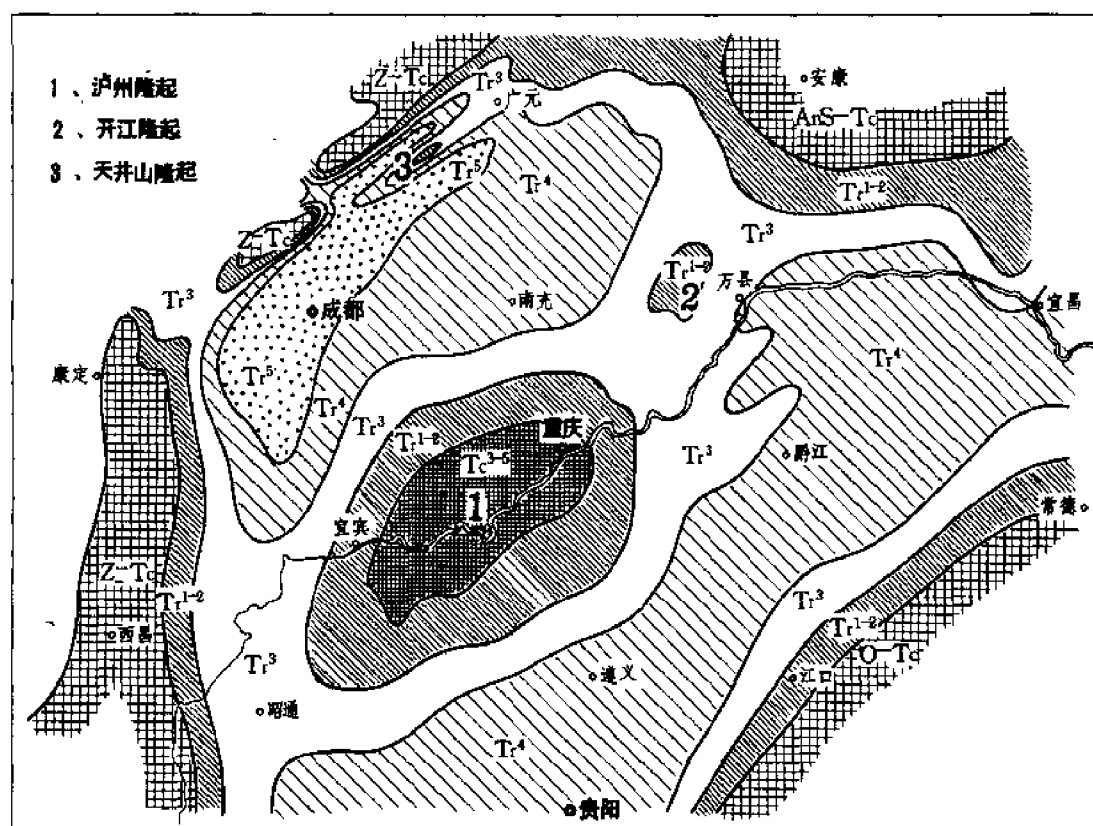 1、泸州隆起
2、开江隆起
3、天井山隆起
Z-Tc
Tr³
广元
安康
AnS-Tc
3
Tr⁵
Tr⁴
Tr¹⁻²
Z-Tc
Tr³
Tr³
成都
南充
2
万县
宜昌
康定
Tr⁵
Tr⁴
Tr³
Tr⁴
Tr¹⁻²
重庆
Tc³⁻⁵
Tr³
黔江
1
宜宾
常德
Z-Tc
Tr¹⁻²
Tr³
Tr¹⁻²
O-Tc
西昌
Tr³
遵义
江口
昭通
Tr⁴
贵阳